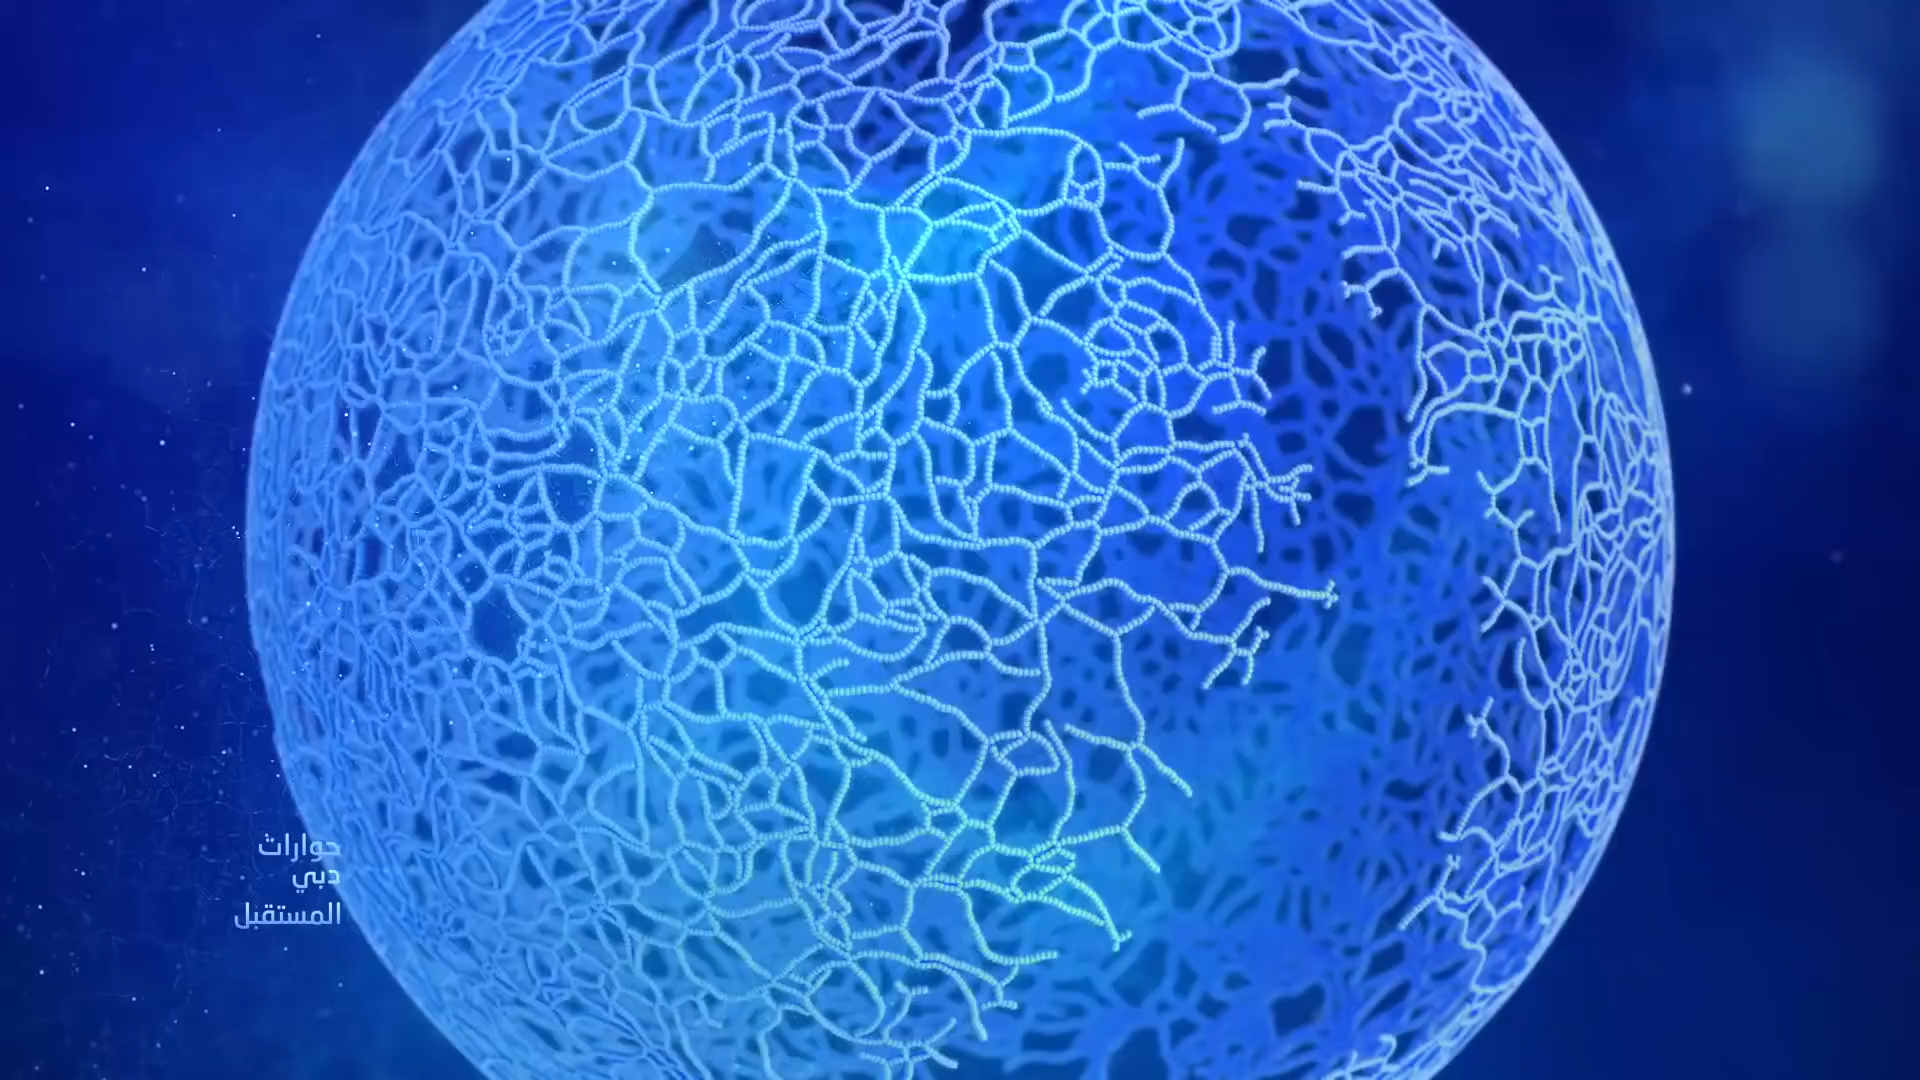 حوارات
دبي
المستقبل